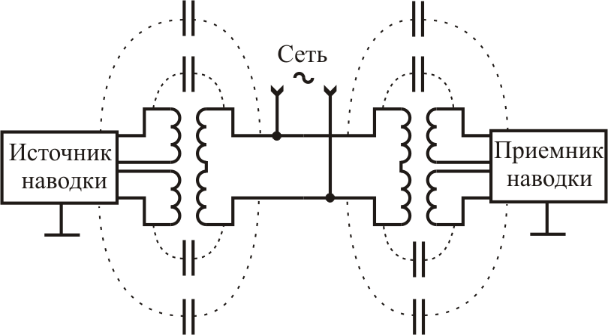 Сеть
Источник
наводки
Приемник
наводки